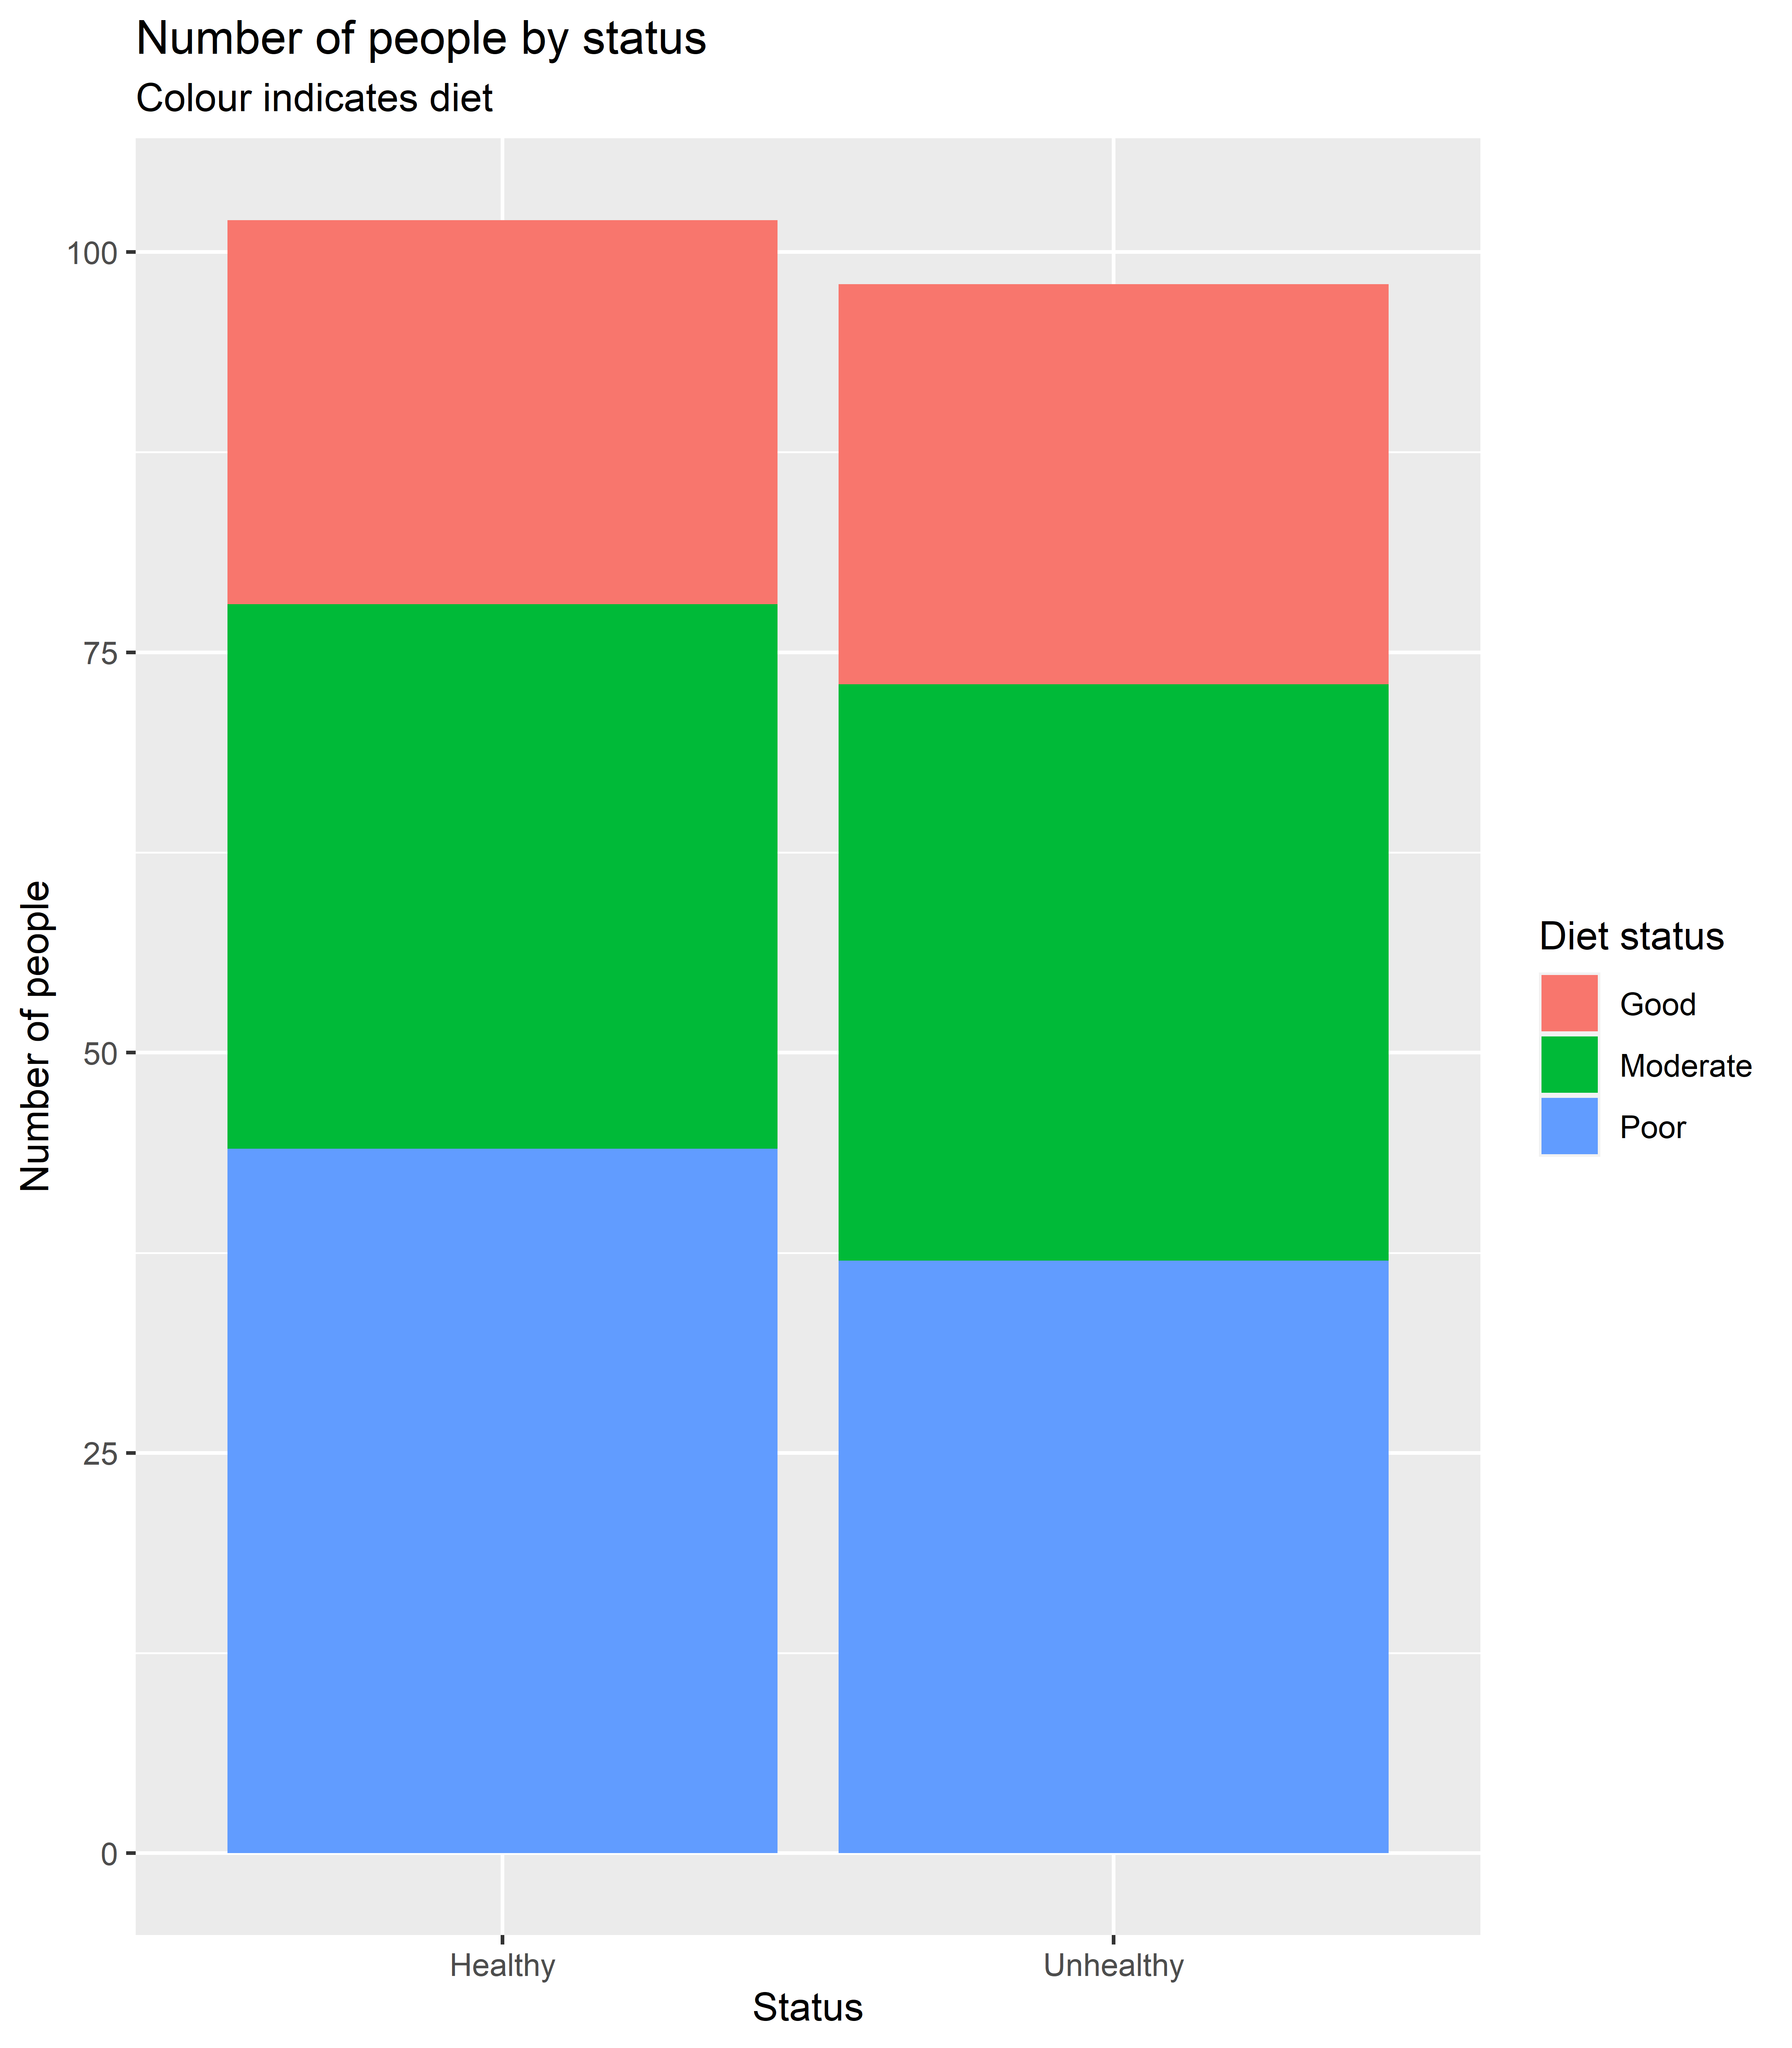 Number of people by status
Colour indicates diet
100
75
50
25
0
Number of people
Healthy
Unhealthy
Status
Diet status
Good
Moderate
Poor